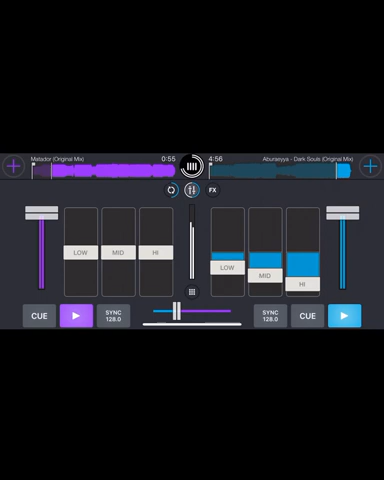 Matador (Original Mix)
0:55
4:56
Aburaeyya - Dark Souls (Original Mix)
FX
LOW
MID
HI
LOW
MID
HI
CUE
SYNC
128.0
SYNC
128.0
CUE